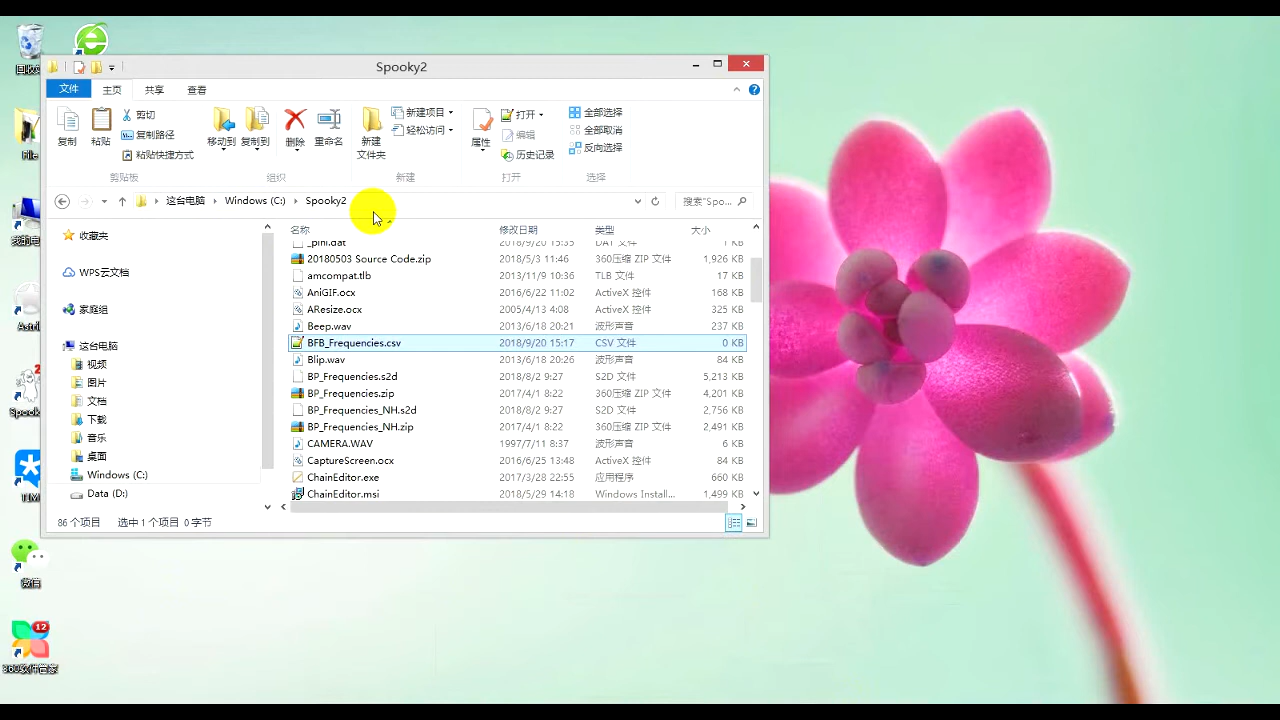 Spooky2
文件
主页
共享
查看
复制
粘贴
剪切
复制路径
粘贴快捷方式
剪贴板
移动到
复制到
删除
重命名
组织
新建
文件夹
新建项目
轻松访问
新建
属性
打开
编辑
历史记录
打开
全部选择
全部取消
反向选择
选择
这台电脑 Windows (C:) Spooky2
搜索"Spo...
名称 修改日期 类型 大小
20180503 Source Code.zip 2018/5/3 11:46 360压缩 ZIP 文件 1,926 KB
amcompat.tlb 2013/11/9 10:36 TLB 文件 17 KB
AniGIF.ocx 2016/6/22 11:02 ActiveX 控件 168 KB
AResize.ocx 2005/4/13 4:08 ActiveX 控件 325 KB
Beep.wav 2013/6/18 20:21 波形声音 237 KB
BFB_Frequencies.csv 2018/9/20 15:17 CSV 文件 0 KB
Blip.wav 2013/6/18 20:26 波形声音 84 KB
BP_Frequencies.s2d 2018/8/2 9:27 S2D 文件 5,213 KB
BP_Frequencies.zip 2017/4/1 8:22 360压缩 ZIP 文件 4,201 KB
BP_Frequencies_NH.s2d 2018/8/2 9:27 S2D 文件 2,756 KB
BP_Frequencies_NH.zip 2017/4/1 8:22 360压缩 ZIP 文件 2,491 KB
CAMERA.WAV 1997/7/11 8:37 波形声音 6 KB
CaptureScreen.ocx 2016/6/25 13:48 ActiveX 控件 84 KB
ChainEditor.exe 2017/3/28 22:55 应用程序 660 KB
ChainEditor.msi 2018/5/29 14:18 Windows Install... 1,499 KB
收藏夹
WPS云文档
家庭组
这台电脑
视频
图片
文档
下载
音乐
桌面
Windows (C:)
Data (D:)
86 个项目 选中 1 个项目 0 字节
File
Astril
Spook
TIM
微信
12
360软件管家